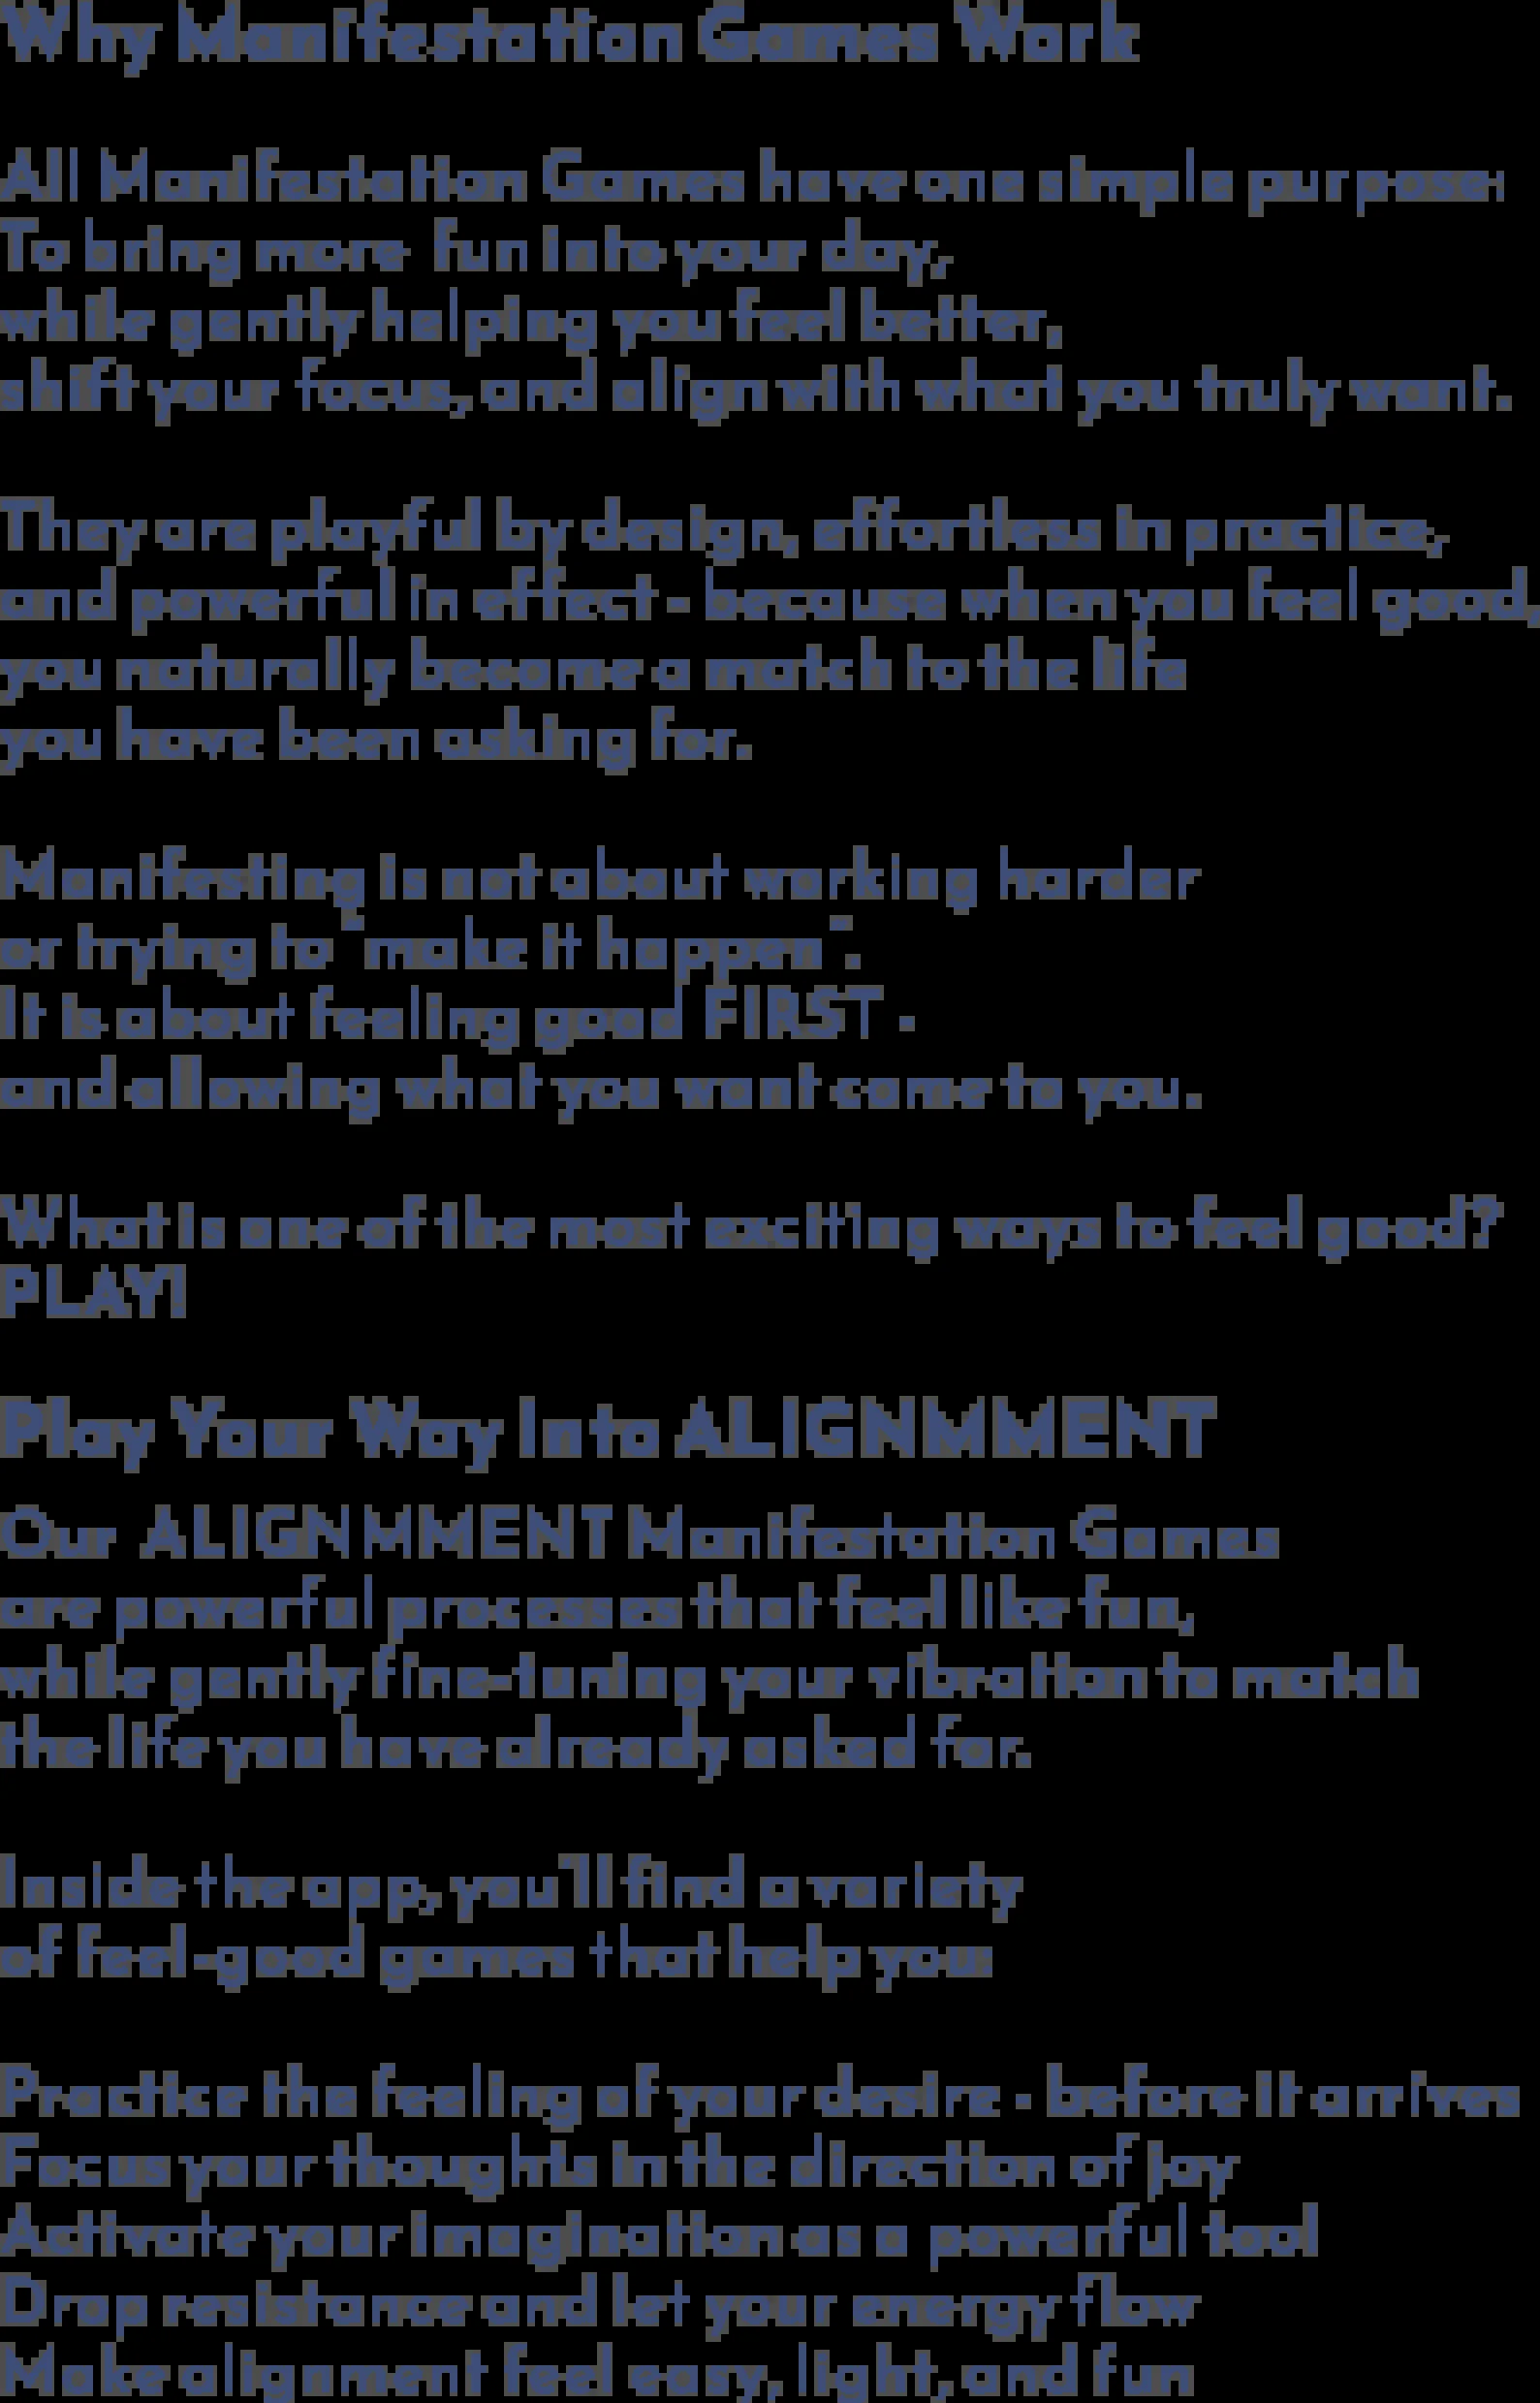 Why Manifestation Games Work
All Manifestation Games have one simple purpose:
To bring more fun into your day,
while gently helping you feel better,
shift your focus, and align with what you truly want.
They are playful by design, effortless in practice,
and powerful in effect - because when you feel good,
you naturally become a match to the life
you have been asking for.
Manifesting is not about working harder
or trying to "make it happen".
It is about feeling good FIRST -
and allowing what you want come to you.
What is one of the most exciting ways to feel good?
PLAY!
Play Your Way Into ALIGNMMENT
Our ALIGNMMENT Manifestation Games
are powerful processes that feel like fun,
while gently fine-tuning your vibration to match
the life you have already asked for.
Inside the app, you'll find a variety
of feel-good games that help you:
Practice the feeling of your desire - before it arrives
Focus your thoughts in the direction of joy
Activate your imagination as a powerful tool
Drop resistance and let your energy flow
Make alignment feel easy, light, and fun